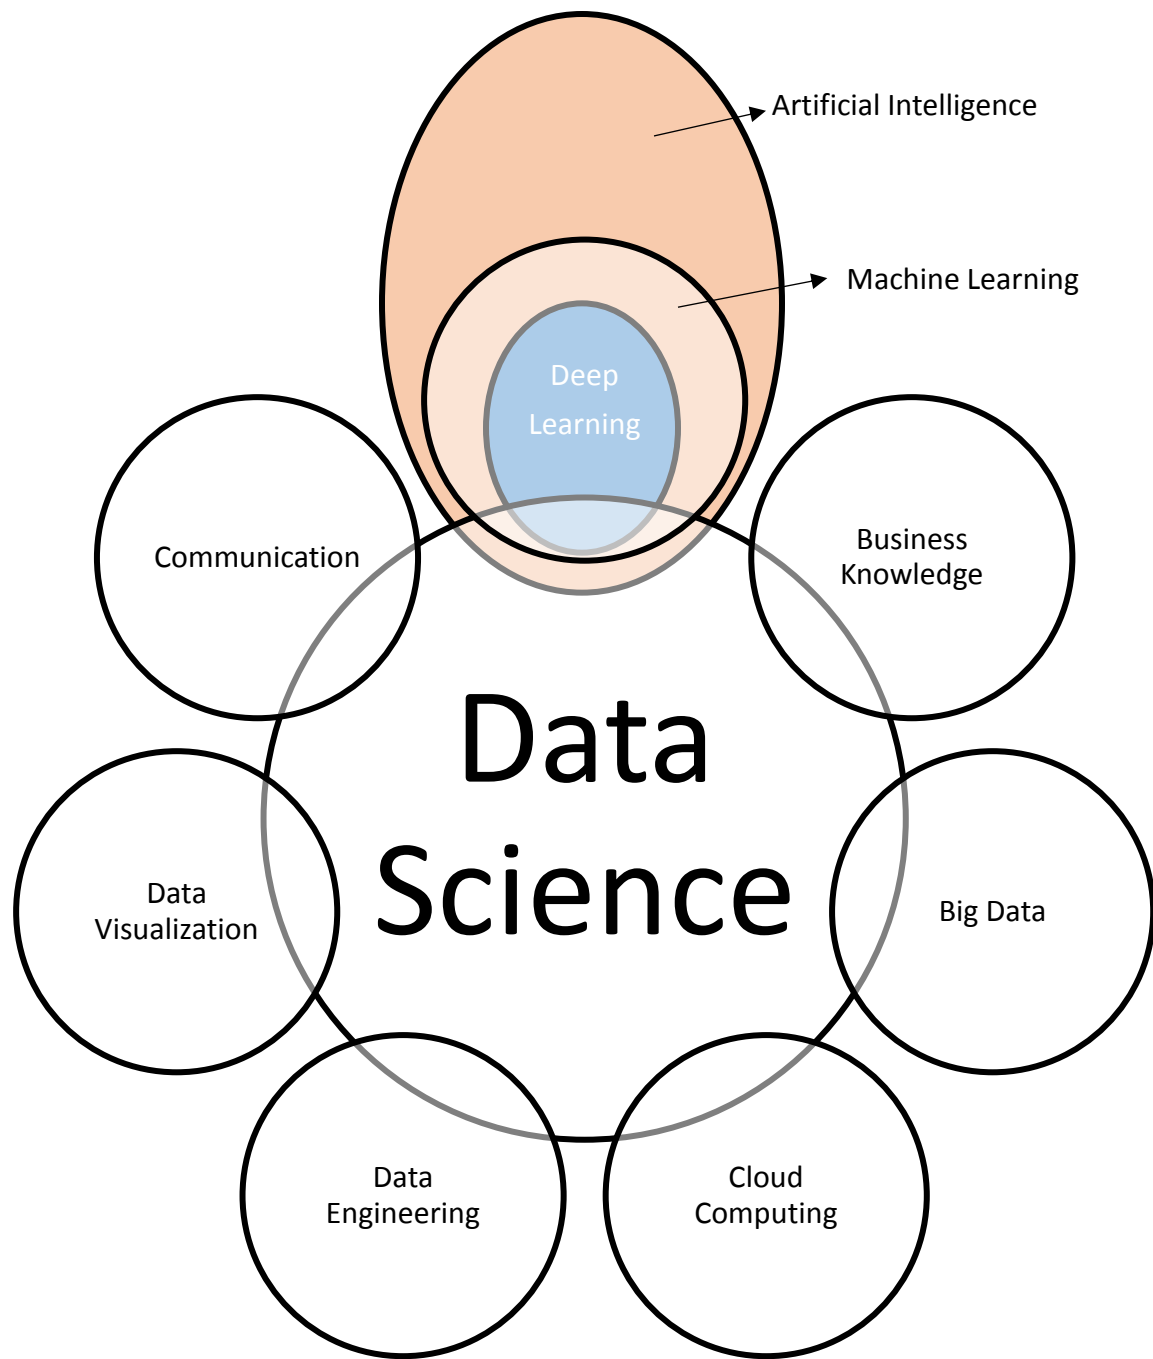 Artificial Intelligence
Machine Learning
Deep
Learning
Communication
Business
Knowledge
Data
Science
Data
Visualization
Big Data
Data
Engineering
Cloud
Computing